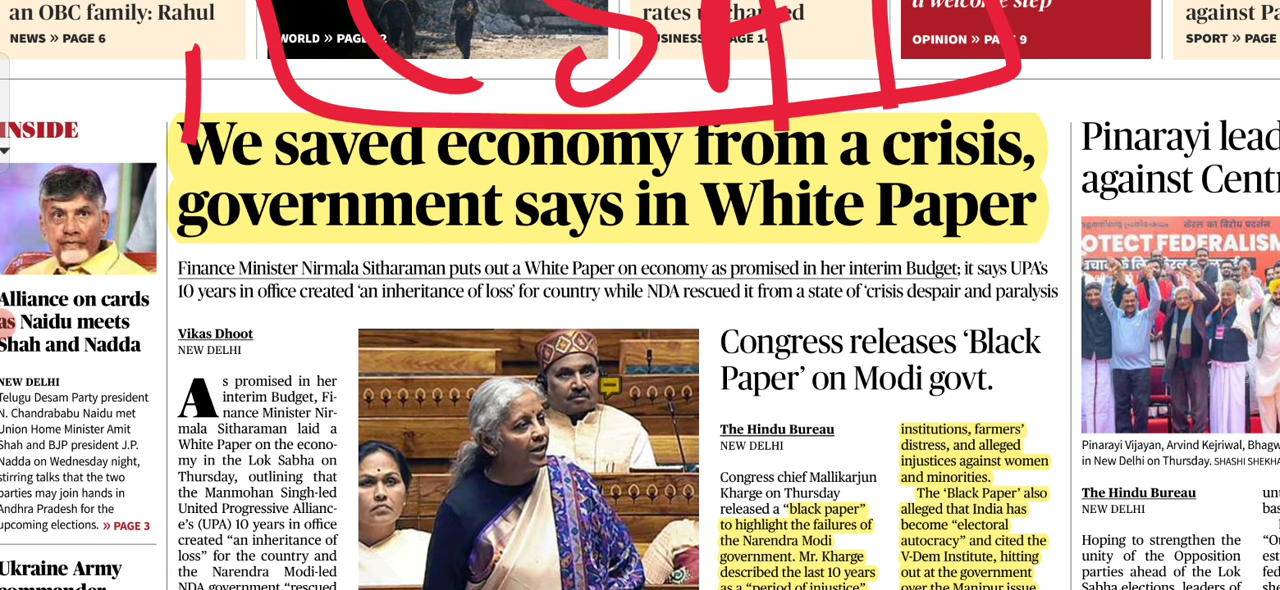 an OBC family: Rahul
NEWS » PAGE 6
WORLD » PAGE
rates unchanged
BUSINESS » PAGE 14
a welcome step
OPINION » PAGE 9
against Pa
SPORT » PAGE
INSIDE
Alliance on cards
as Naidu meets
Shah and Nadda
NEW DELHI
Telugu Desam Party president
N. Chandrababu Naidu met
Union Home Minister Amit
Shah and BJP president J.P.
Nadda on Wednesday night,
stirring talks that the two
parties may join hands in
Andhra Pradesh for the
upcoming elections. » PAGE 3
Ukraine Army
commander
We saved economy from a crisis,
government says in White Paper
Finance Minister Nirmala Sitharaman puts out a White Paper on economy as promised in her interim Budget; it says UPA's
10 years in office created ‘an inheritance of loss’ for country while NDA rescued it from a state of ‘crisis despair and paralysis
Vikas Dhoot
NEW DELHI
As promised in her
interim Budget, Fi-
nance Minister Nir-
mala Sitharaman laid a
White Paper on the econo-
my in the Lok Sabha on
Thursday, outlining that
the Manmohan Singh-led
United Progressive Allianc-
e's (UPA) 10 years in office
created “an inheritance of
loss” for the country and
the Narendra Modi-led
NDA government “rescued
Congress releases ‘Black
Paper’ on Modi govt.
The Hindu Bureau
NEW DELHI
Congress chief Mallikarjun
Kharge on Thursday
released a “black paper”
to highlight the failures of
the Narendra Modi
government. Mr. Kharge
described the last 10 years
as a “period of injustice”
institutions, farmers’
distress, and alleged
injustices against women
and minorities.
The ‘Black Paper’ also
alleged that India has
become “electoral
autocracy” and cited the
V-Dem Institute, hitting
out at the government
over the Manipur issue
Pinarayi lead
against Cent
OTECT FEDERALISM
Pinarayi Vijayan, Arvind Kejriwal, Bhagw
in New Delhi on Thursday. SHASHI SHEKHA
The Hindu Bureau
NEW DELHI
Hoping to strengthen the
unity of the Opposition
parties ahead of the Lok
Sabha elections, leaders of
un
bas
“Ou
est
fed
she